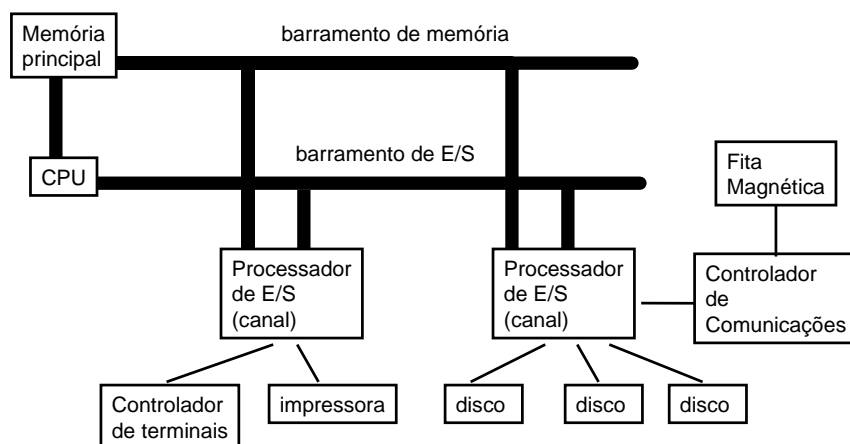 Memória
principal
barramento de memória
barramento de E/S
CPU
Fita
Magnética
Processador
de E/S
(canal)
Processador
de E/S
(canal)
Controlador
de
Comunicações
Controlador
de terminais
impressora
disco
disco
disco